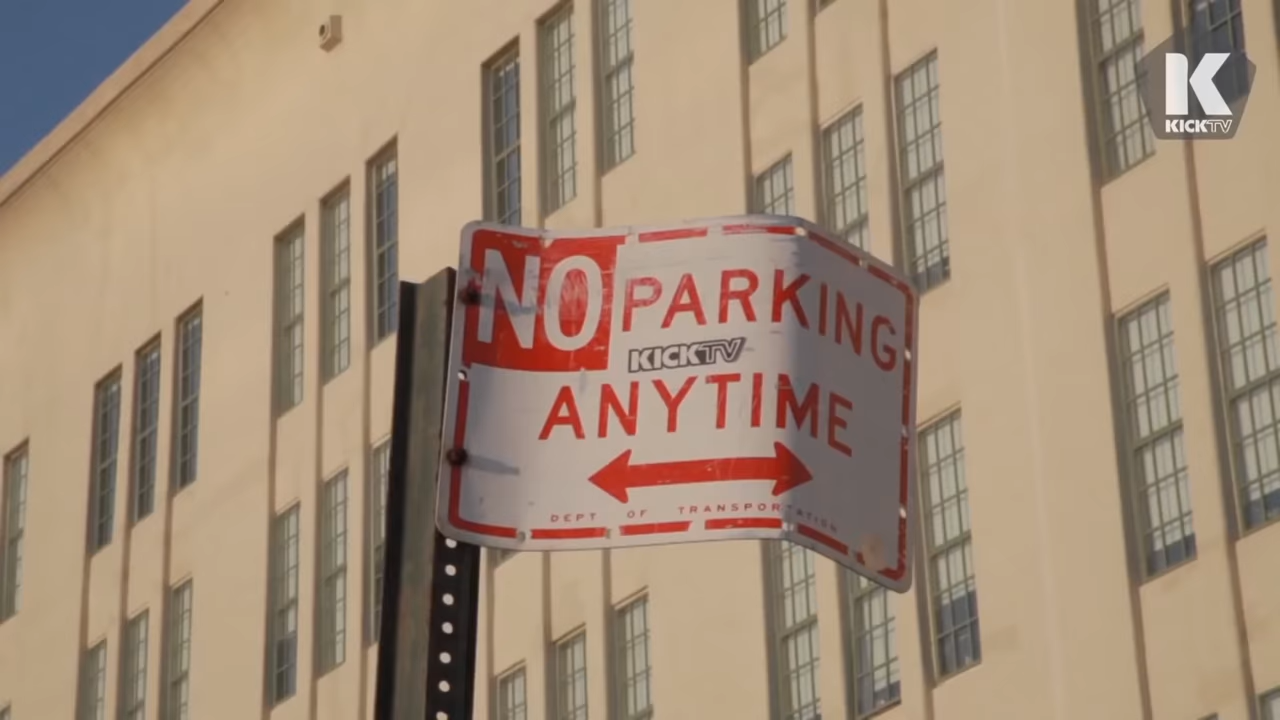 K
KICKTV
NO PARKING
KICKTV
ANYTIME
DEPT OF TRANSPORTATION